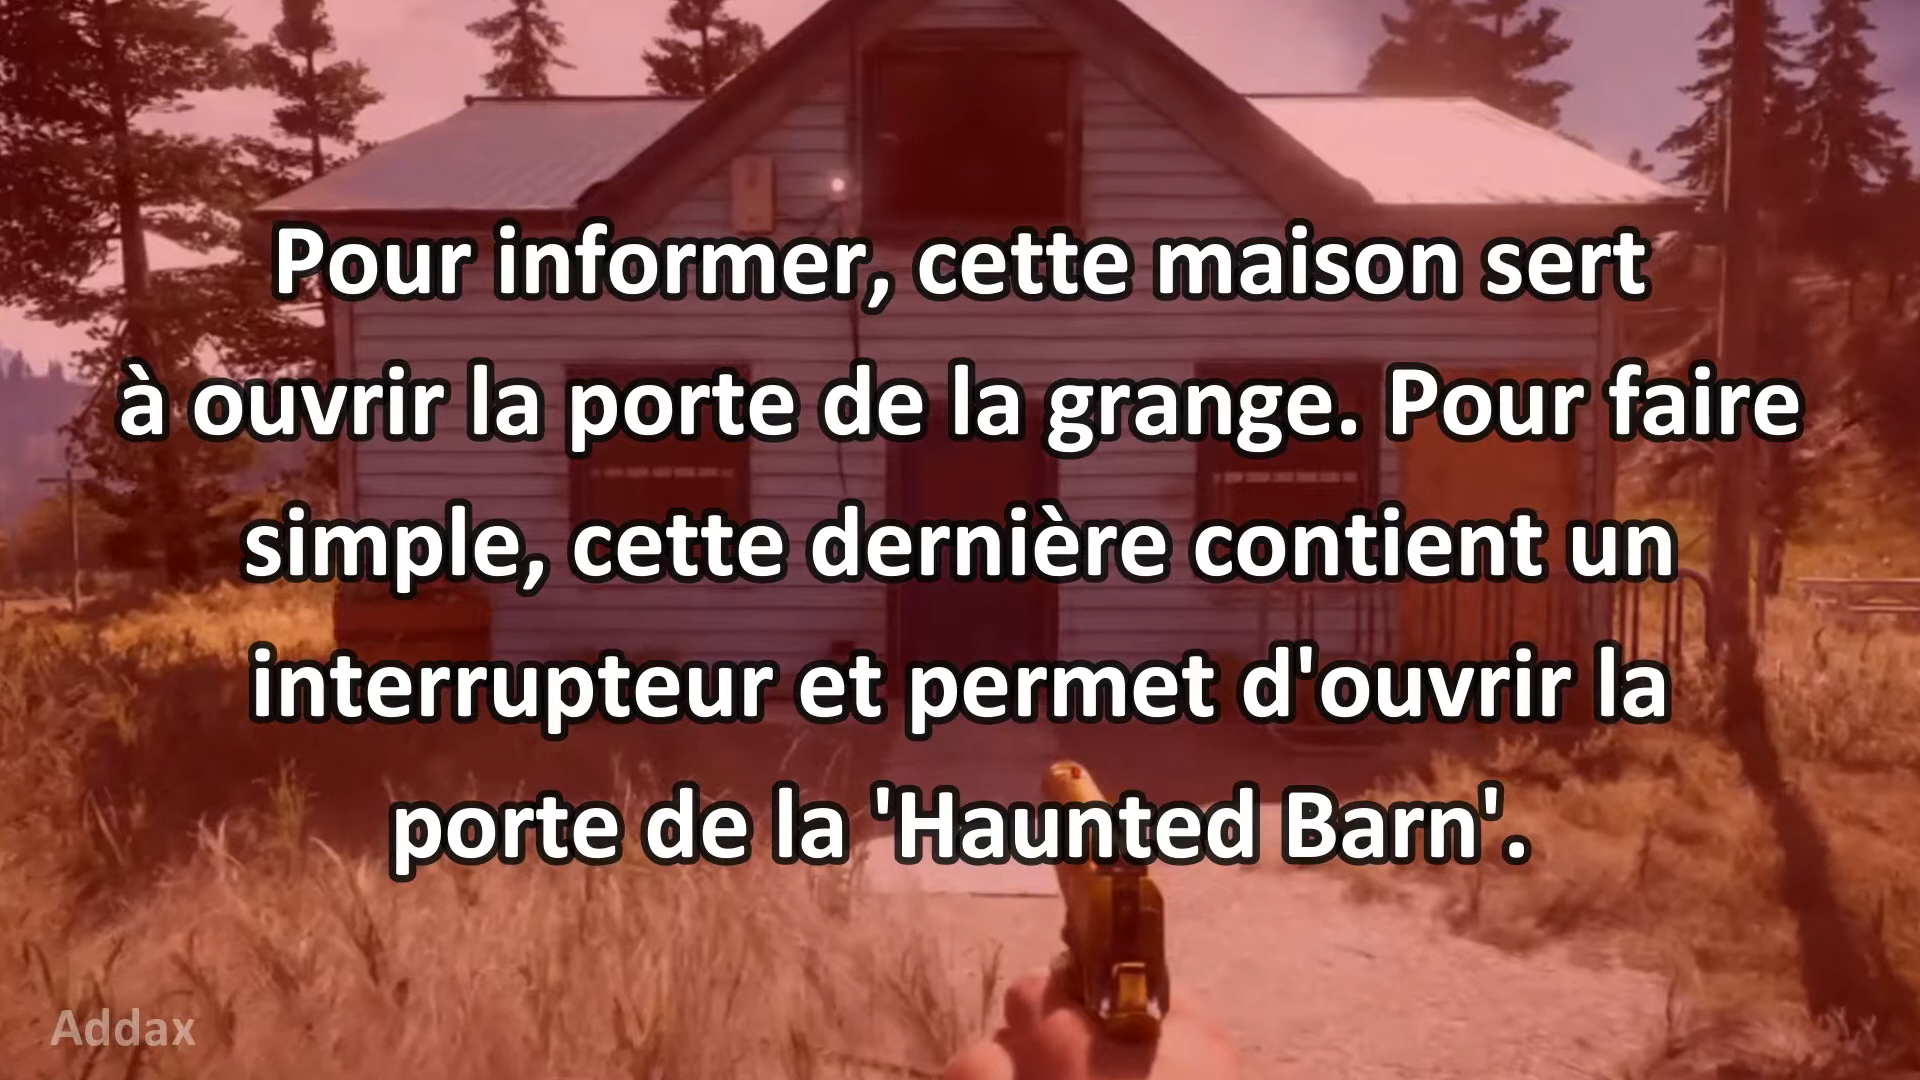 Pour informer, cette maison sert
à ouvrir la porte de la grange. Pour faire
simple, cette dernière contient un
interrupteur et permet d'ouvrir la
porte de la 'Haunted Barn'.
Addax